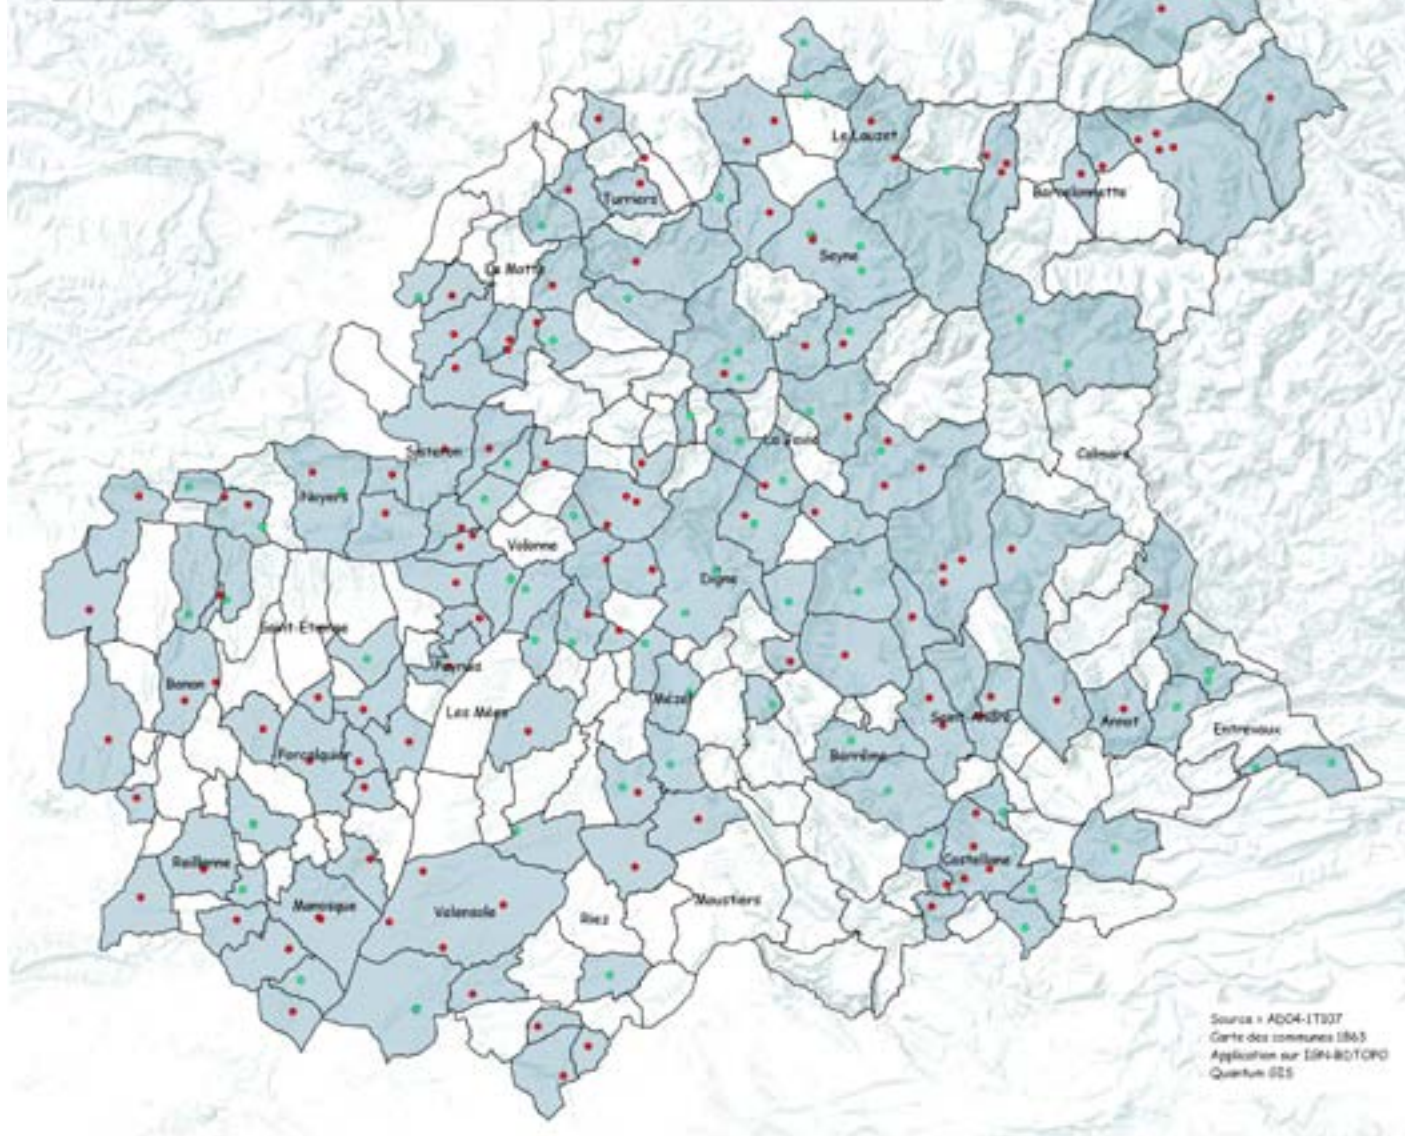 Le Lauzet
Barcelonnette
Turriers
Seyne
La Motte
La Javie
Sisteron
Colmars
Noyers
Volonne
Digne
Saint-Étienne
Peyruis
Banon
Mézel
Les Mées
Saint-André
Annot
Entrevaux
Forcalquier
Barrême
Reillanne
Castellane
Manosque
Valensole
Riez
Moustiers
Source = AD04-1T107
Carte des communes 1863
Application sur IGN-BDTOPO
Quantum GIS